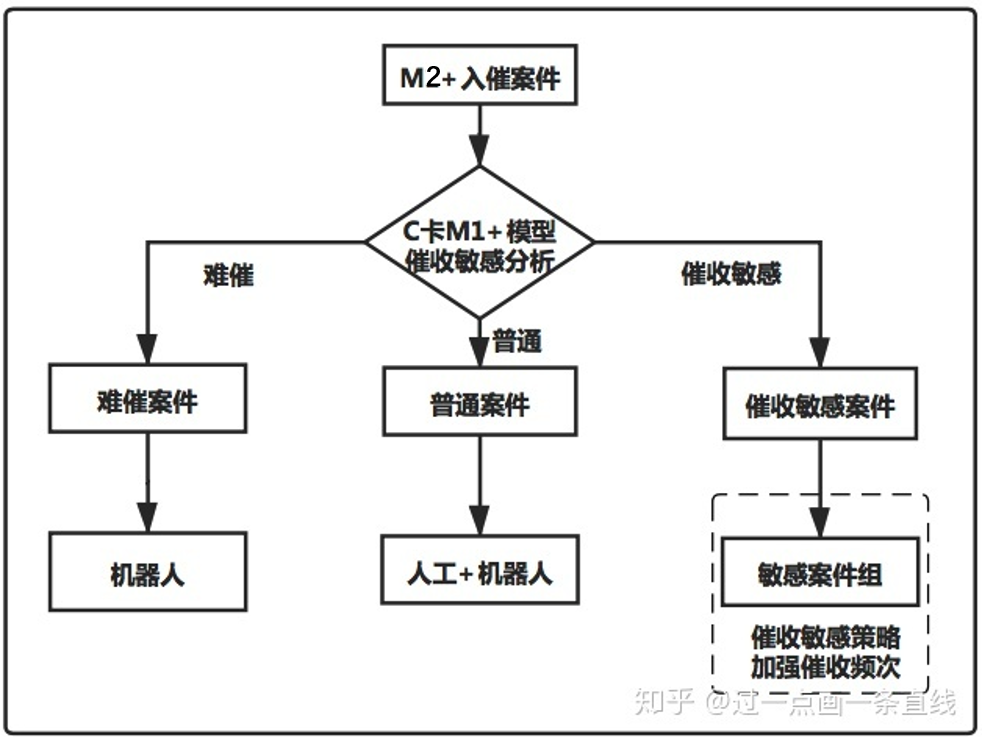 M2+入催案件
C卡M1+模型
催收敏感分析
难催
催收敏感
普通
难催案件
普通案件
催收敏感案件
机器人
人工+机器人
敏感案件组
催收敏感策略
加强催收频次
知乎 @过一点画一条直线